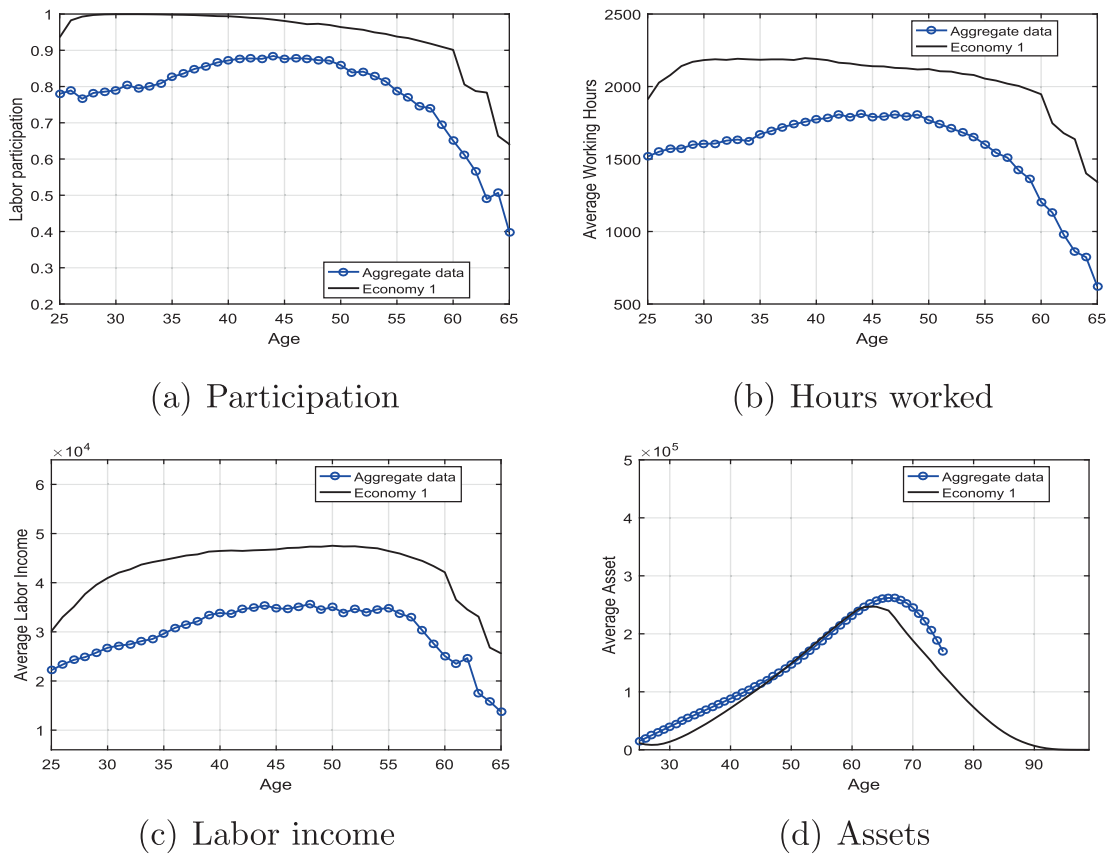 1
0.9
0.8
0.7
0.6
0.5
0.4
0.3
0.2
Labor participation
Aggregate data
Economy 1
25 30 35 40 45 50 55 60 65
Age
(a) Participation
2500
2000
1500
1000
500
Average Working Hours
Aggregate data
Economy 1
25 30 35 40 45 50 55 60 65
Age
(b) Hours worked
×10⁴
6
5
4
3
2
1
Average Labor Income
Aggregate data
Economy 1
25 30 35 40 45 50 55 60 65
Age
(c) Labor income
×10⁵
5
4
3
2
1
0
Average Asset
Aggregate data
Economy 1
30 40 50 60 70 80 90
Age
(d) Assets